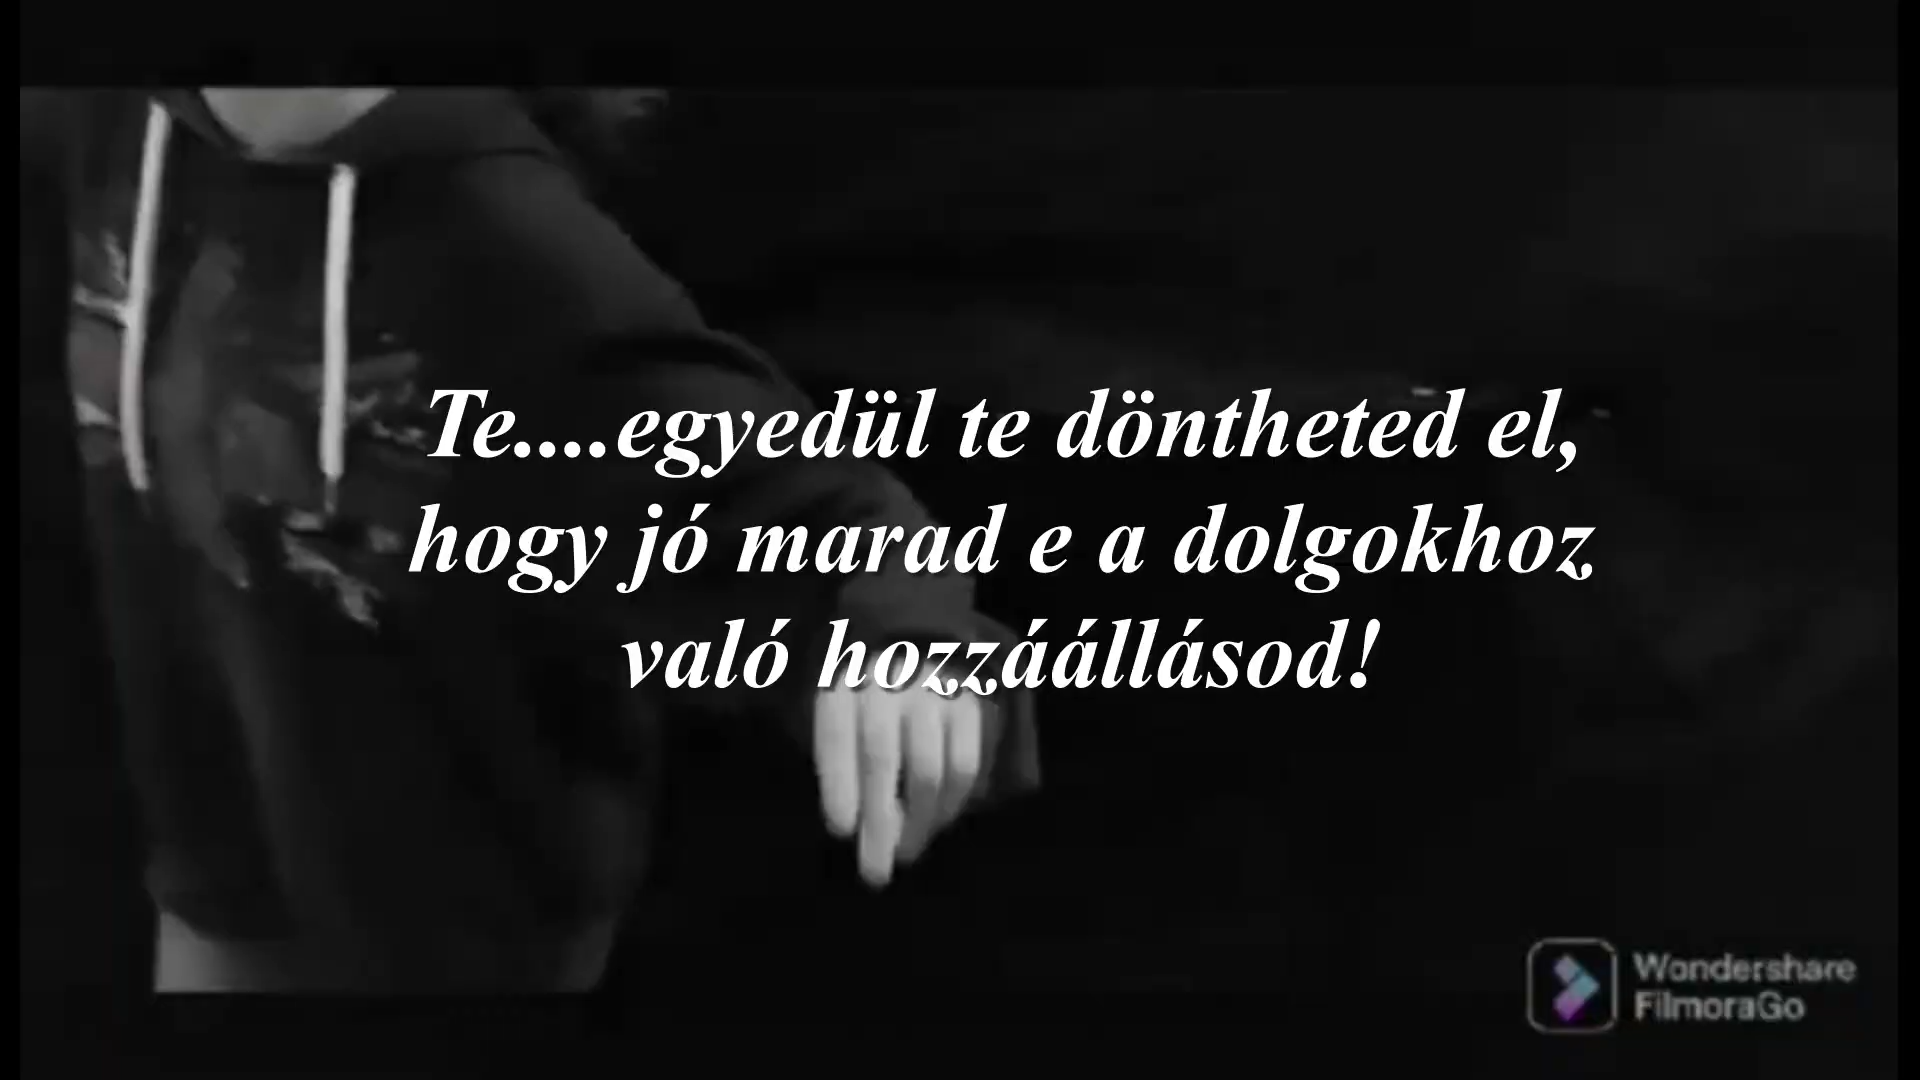 Te....egyedül te döntheted el,
hogy jó marad e a dolgokhoz
való hozzáállásod!
Wondershare
FilmoraGo